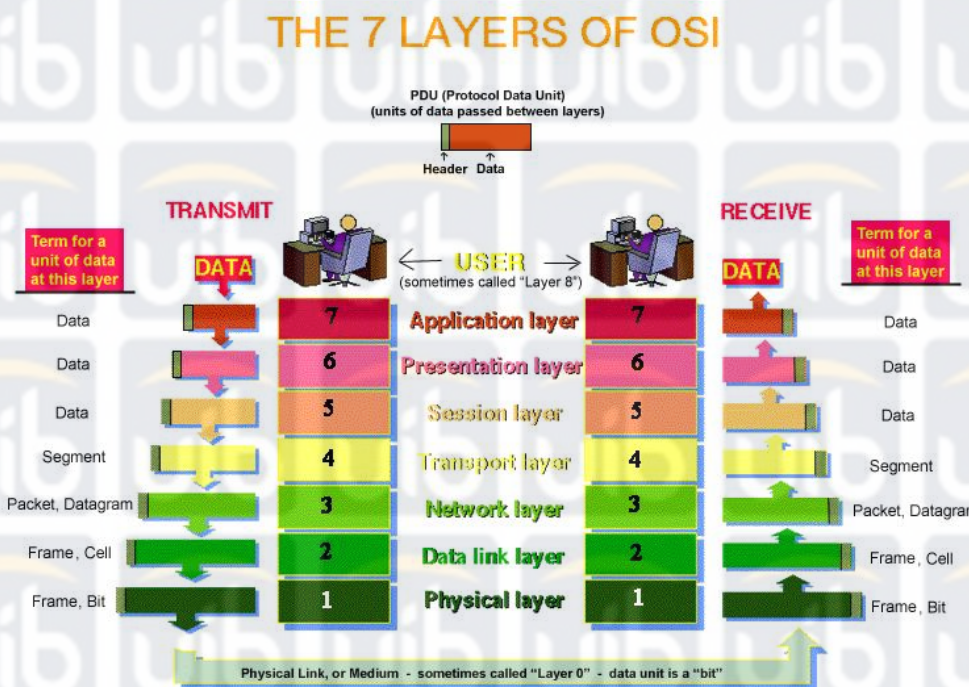 THE 7 LAYERS OF OSI
PDU (Protocol Data Unit)
(units of data passed between layers)
Header Data
TRANSMIT
RECEIVE
Term for a
unit of data
at this layer
DATA
USER
(sometimes called “Layer 8”)
DATA
Term for a
unit of data
at this layer
Data 7 Application layer 7 Data
Data 6 Presentation layer 6 Data
Data 5 Session layer 5 Data
Segment 4 Transport layer 4 Segment
Packet, Datagram 3 Network layer 3 Packet, Datagram
Frame, Cell 2 Data link layer 2 Frame, Cell
Frame, Bit 1 Physical layer 1 Frame, Bit
Physical Link, or Medium - sometimes called “Layer 0” - data unit is a “bit”
uib